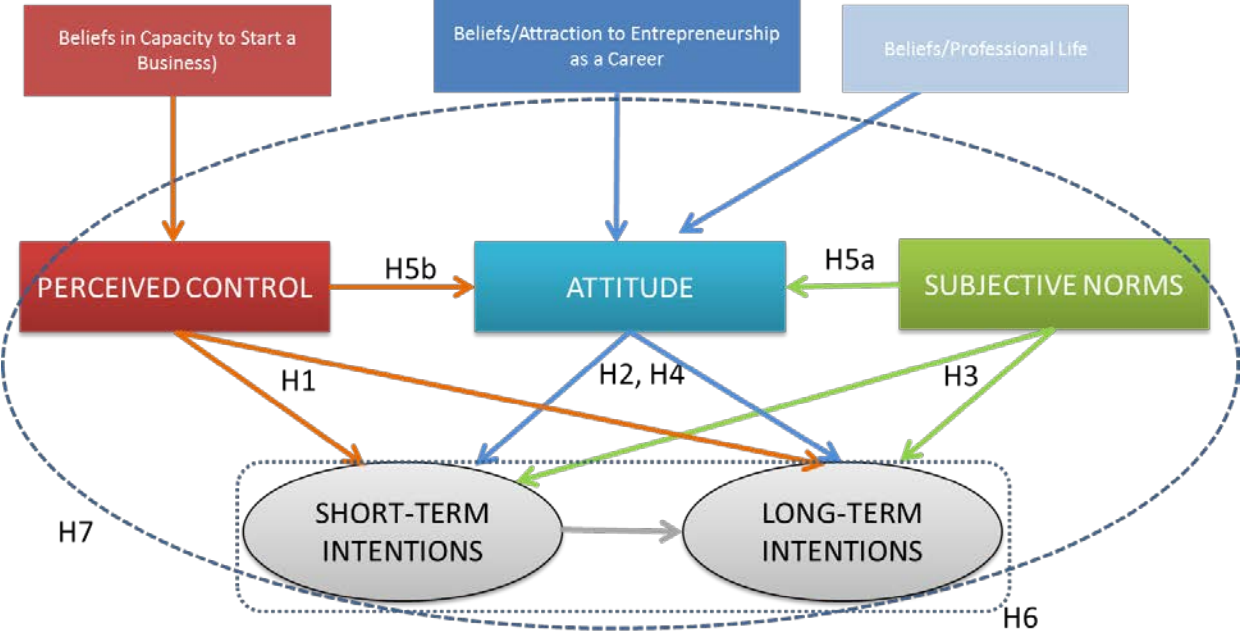 Beliefs in Capacity to Start a
Business)
Beliefs/Attraction to Entrepreneurship
as a Career
Beliefs/Professional Life
PERCEIVED CONTROL
H5b
ATTITUDE
H5a
SUBJECTIVE NORMS
H1
H2, H4
H3
SHORT-TERM
INTENTIONS
LONG-TERM
INTENTIONS
H7
H6